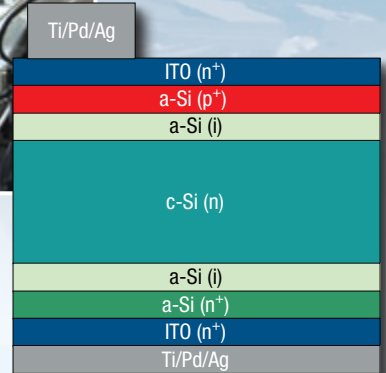 Ti/Pd/Ag
ITO (n⁺)
a-Si (p⁺)
a-Si (i)
c-Si (n)
a-Si (i)
a-Si (n⁺)
ITO (n⁺)
Ti/Pd/Ag